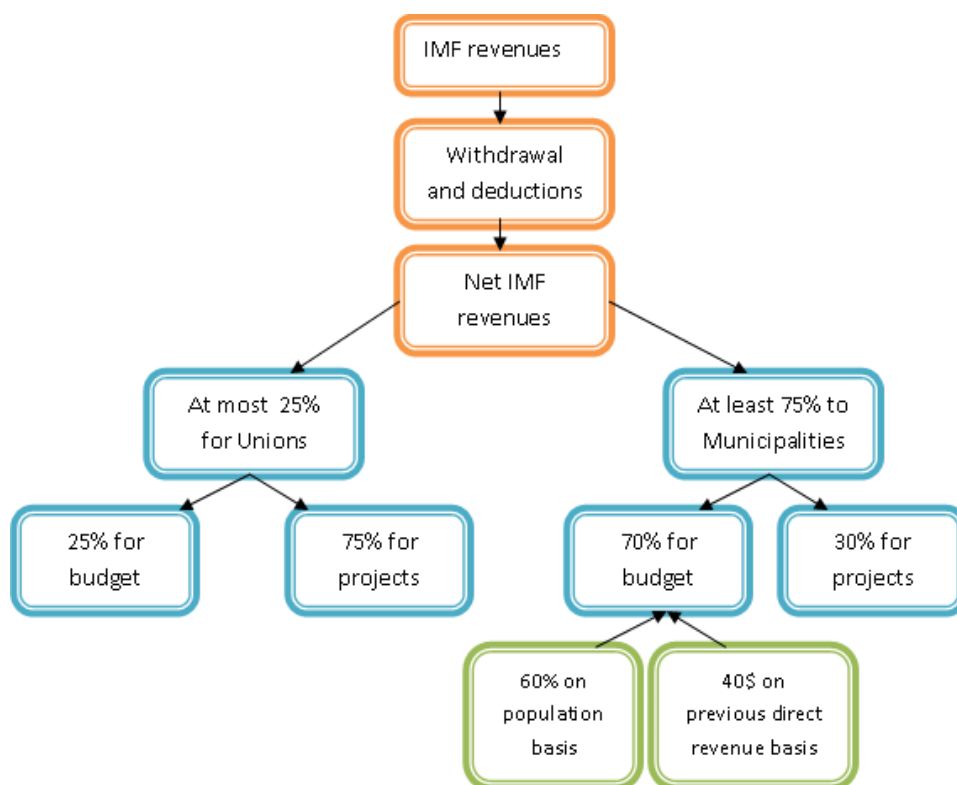 IMF revenues
Withdrawal
and deductions
Net IMF
revenues
At most 25%
for Unions
At least 75% to
Municipalities
25% for
budget
75% for
projects
70% for
budget
30% for
projects
60% on
population
basis
40$ on
previous direct
revenue basis